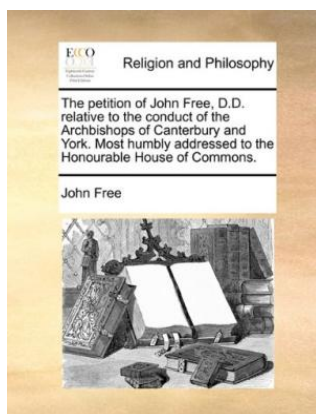 ECCO
Religion and Philosophy
The petition of John Free, D.D.
relative to the conduct of the
Archbishops of Canterbury and
York. Most humbly addressed to the
Honourable House of Commons.
John Free